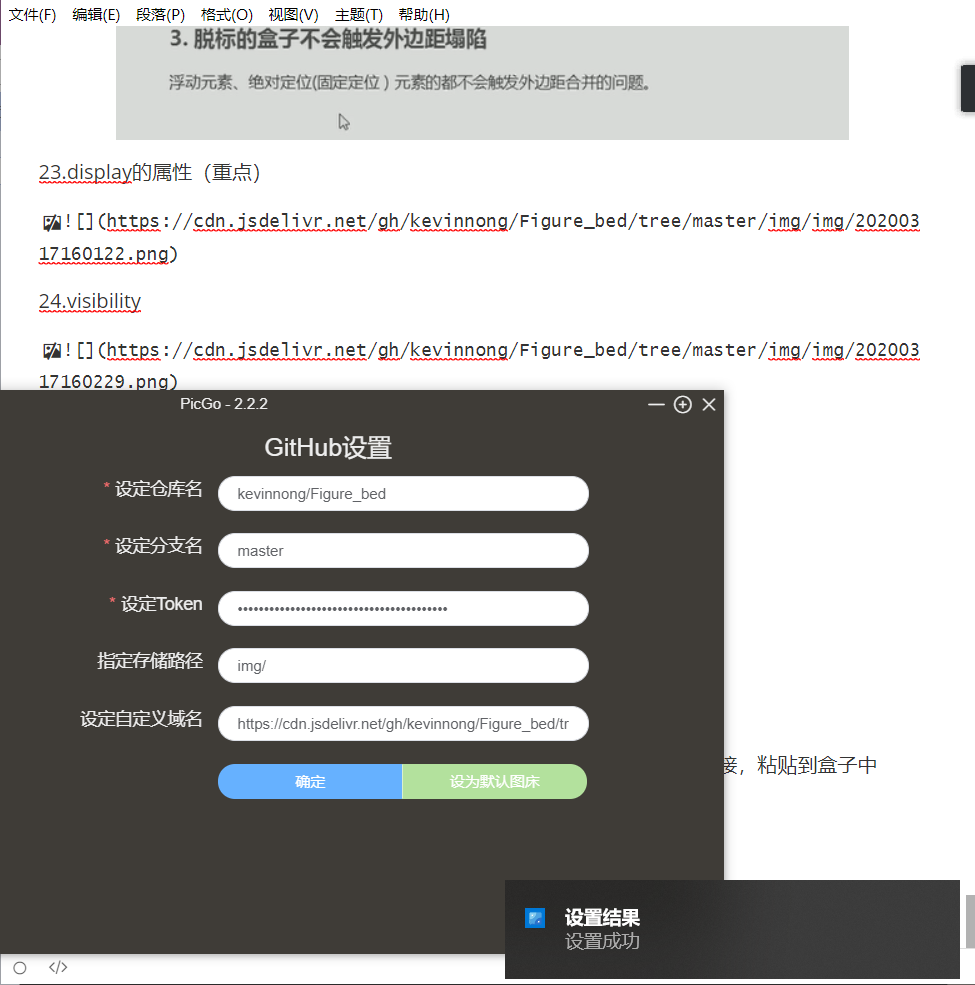 文件(F) 编辑(E) 段落(P) 格式(O) 视图(V) 主题(T) 帮助(H)
3. 脱标的盒子不会触发外边距塌陷
浮动元素、绝对定位(固定定位）元素的都不会触发外边距合并的问题。
23.display的属性（重点）
![](https://cdn.jsdelivr.net/gh/kevinnong/Figure_bed/tree/master/img/img/202003
17160122.png)
24.visibility
![](https://cdn.jsdelivr.net/gh/kevinnong/Figure_bed/tree/master/img/img/202003
17160229.png)
PicGo - 2.2.2
GitHub设置
* 设定仓库名 kevinnong/Figure_bed
* 设定分支名 master
* 设定Token ••••••••••••••••••••••••••••••••••••••••
指定存储路径 img/
设定自定义域名 https://cdn.jsdelivr.net/gh/kevinnong/Figure_bed/tr
接，粘贴到盒子中
确定 设为默认图床
设置结果
设置成功